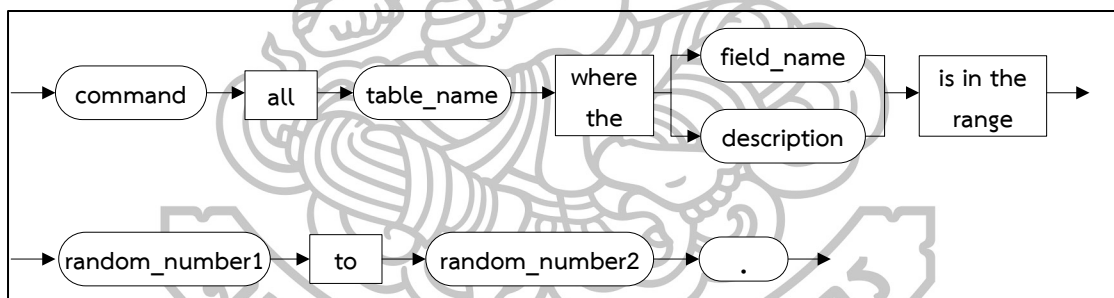 command all table_name where the field_name is in the range
description
random_number1 to random_number2 .